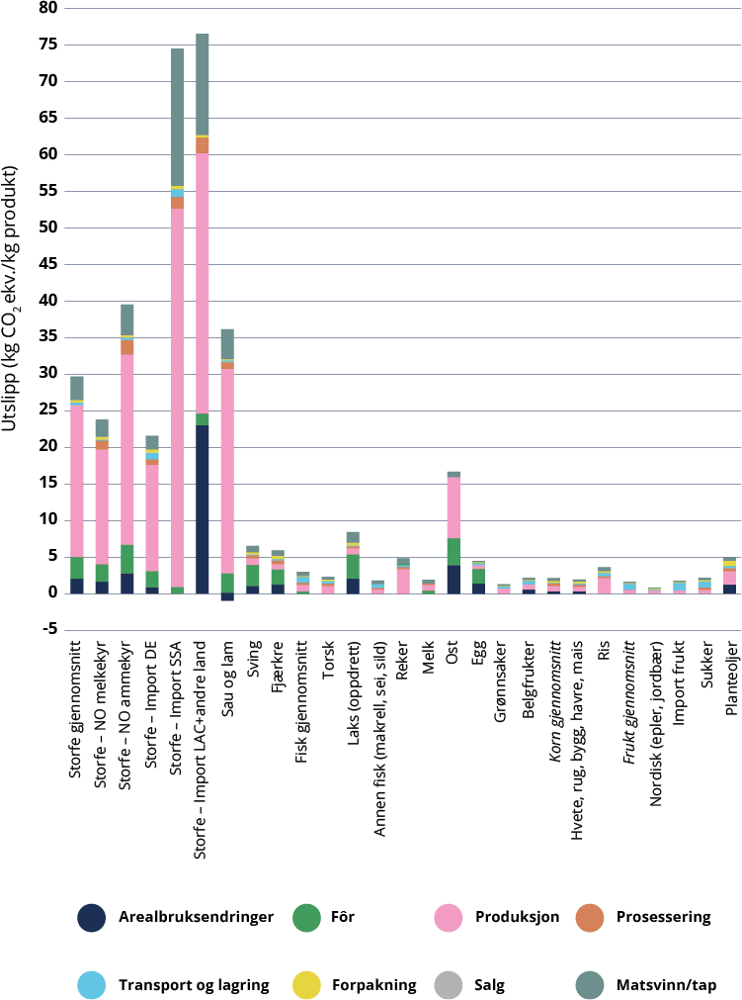 80
75
70
65
60
55
50
45
40
35
30
25
20
15
10
5
0
-5
Utslipp (kg CO₂ ekv./kg produkt)
Storfe gjennomsnitt
Storfe – NO melkekyr
Storfe – NO ammekyr
Storfe – Import DE
Storfe – Import SSA
Storfe – Import LAC+andre land
Sau og lam
Sving
Fjærkre
Fisk gjennomsnitt
Torsk
Laks (oppdrett)
Annen fisk (makrell, sei, sild)
Reker
Melk
Ost
Egg
Grønnsaker
Belgfrukter
Korn gjennomsnitt
Hvete, rug, bygg, havre, mais
Ris
Frukt gjennomsnitt
Nordisk (epler, jordbær)
Import frukt
Sukker
Planteoljer
Arealbruksendringer
Fôr
Produksjon
Prosessering
Transport og lagring
Forpakning
Salg
Matsvinn/tap